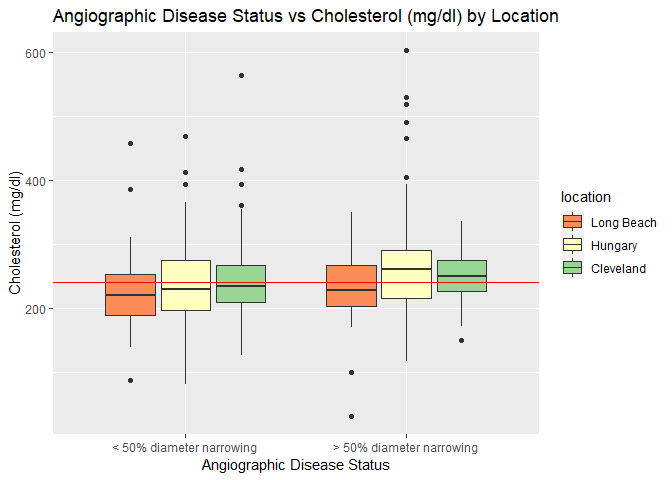 Angiographic Disease Status vs Cholesterol (mg/dl) by Location
Cholesterol (mg/dl)
600
400
200
< 50% diameter narrowing
> 50% diameter narrowing
Angiographic Disease Status
location
Long Beach
Hungary
Cleveland